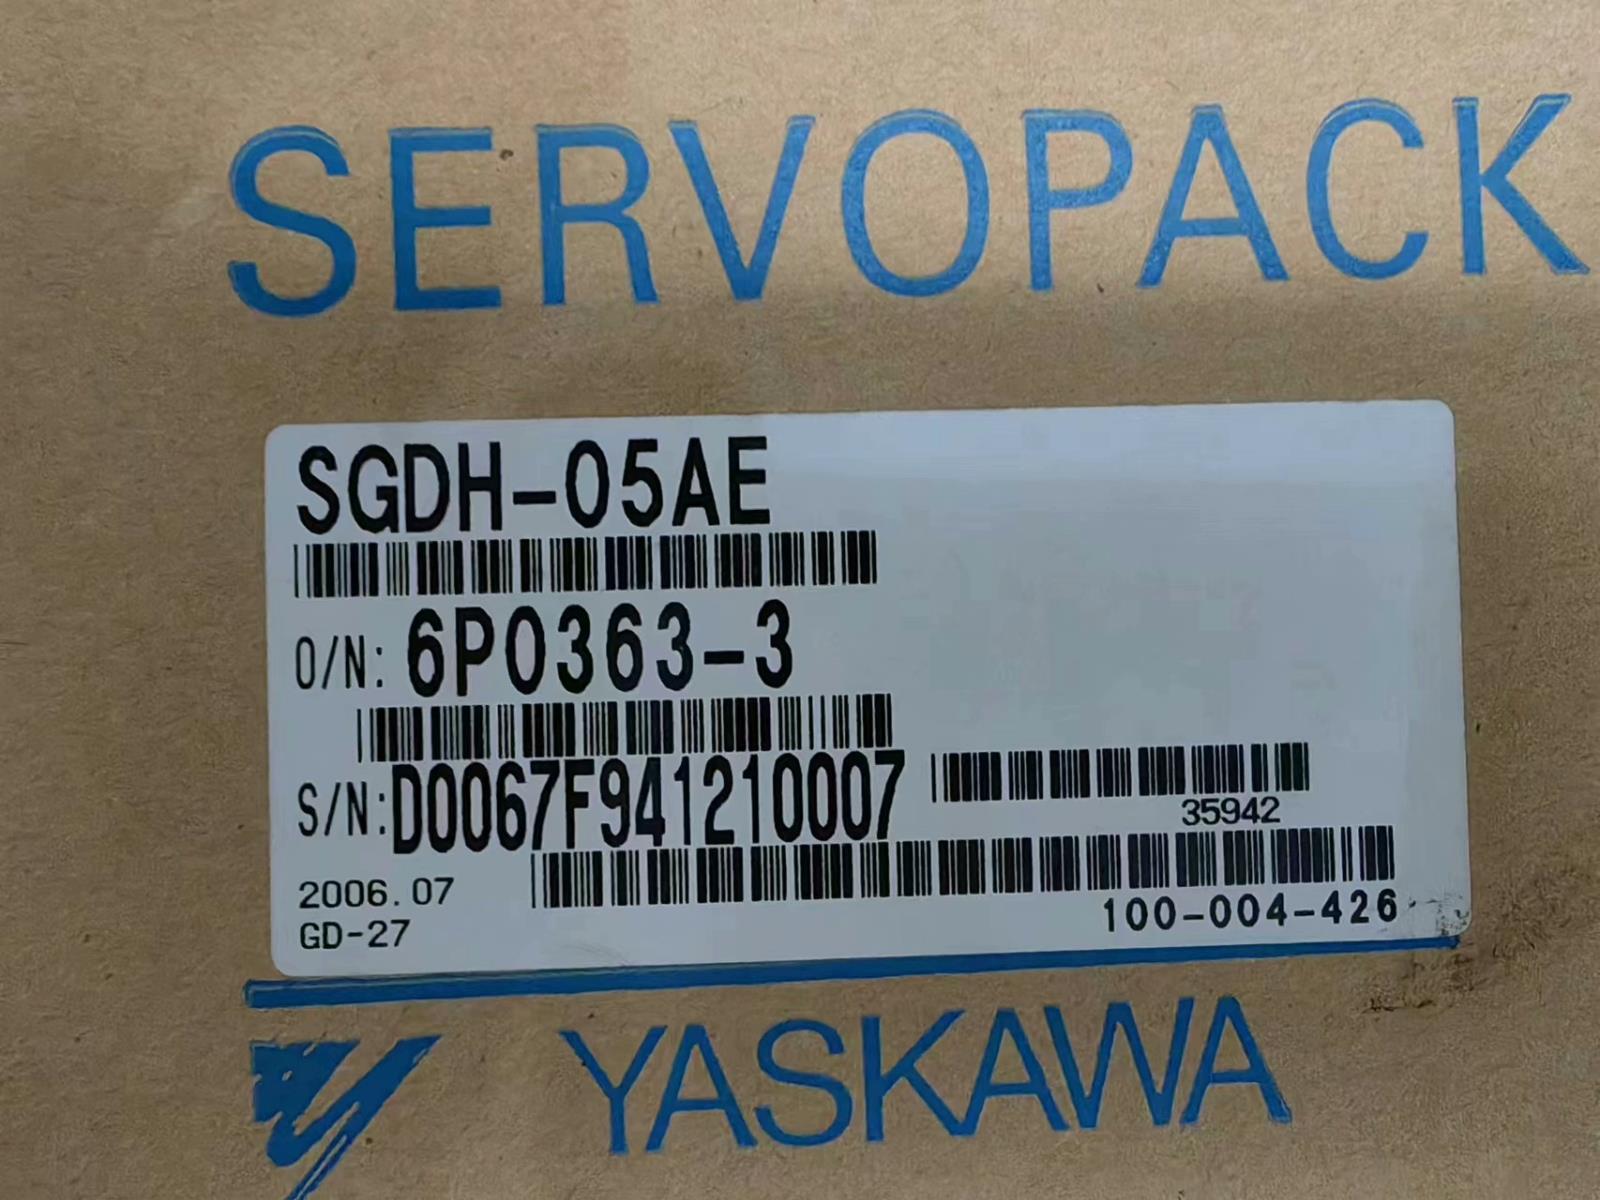 SERVOPACK
SGDH-05AE
O/N: 6P0363-3
S/N: D0067F941210007
35942
2006.07
GD-27
100-004-426
YASKAWA